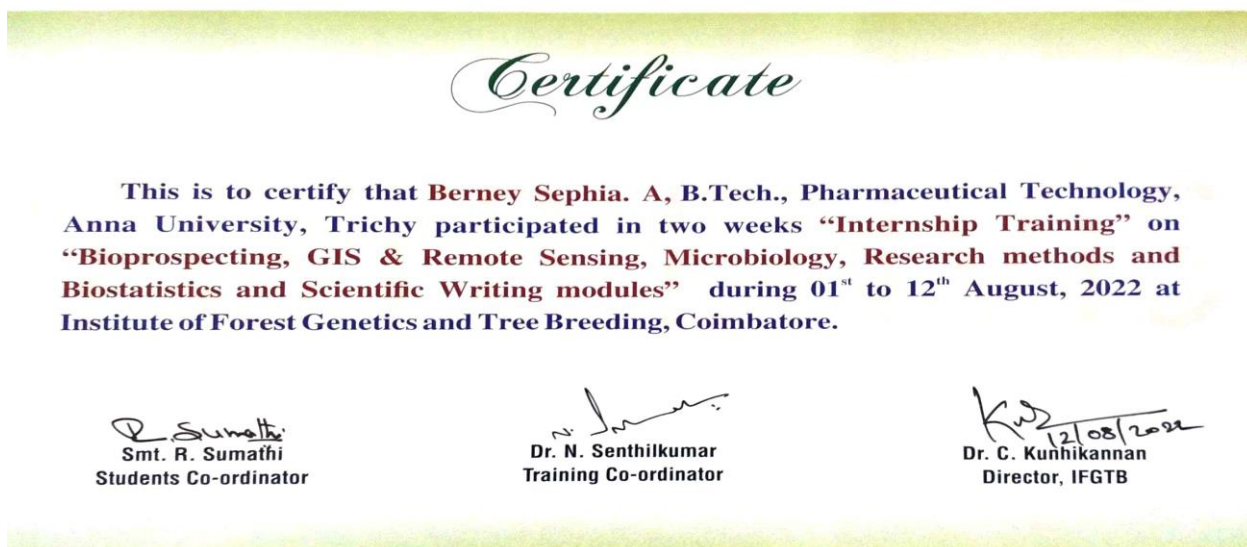 Certificate
This is to certify that Berney Sephia. A, B.Tech., Pharmaceutical Technology,
Anna University, Trichy participated in two weeks “Internship Training” on
“Bioprospecting, GIS & Remote Sensing, Microbiology, Research methods and
Biostatistics and Scientific Writing modules” during 01st to 12th August, 2022 at
Institute of Forest Genetics and Tree Breeding, Coimbatore.
R. Sumathi
Smt. R. Sumathi
Students Co-ordinator
N.
Dr. N. Senthilkumar
Training Co-ordinator
12/08/2022
Dr. C. Kunhikannan
Director, IFGTB